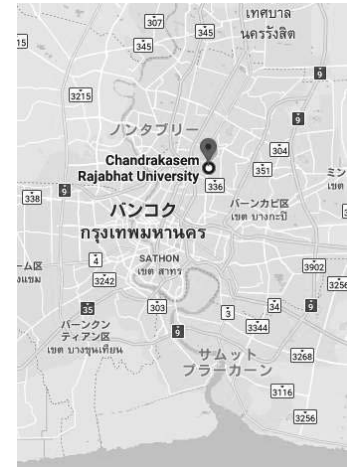 307
เทศบาล
นครรังสิต
345
345
15
9
3215
9
ノンタブリー
304
Chandrakasem
Rajabhat University
351
336
338
9
バンコク
กรุงเทพมหานคร
バーンカピ区
เขต บางกะปิ
เขต
SATHON
เขต สาทร
4
3242
3902
3256
35
303
3
34
9
3344
バーンクン
ティアン区
เขต บางขุนเทียน
9
サムット
プラーカーン
3268
3116
3256